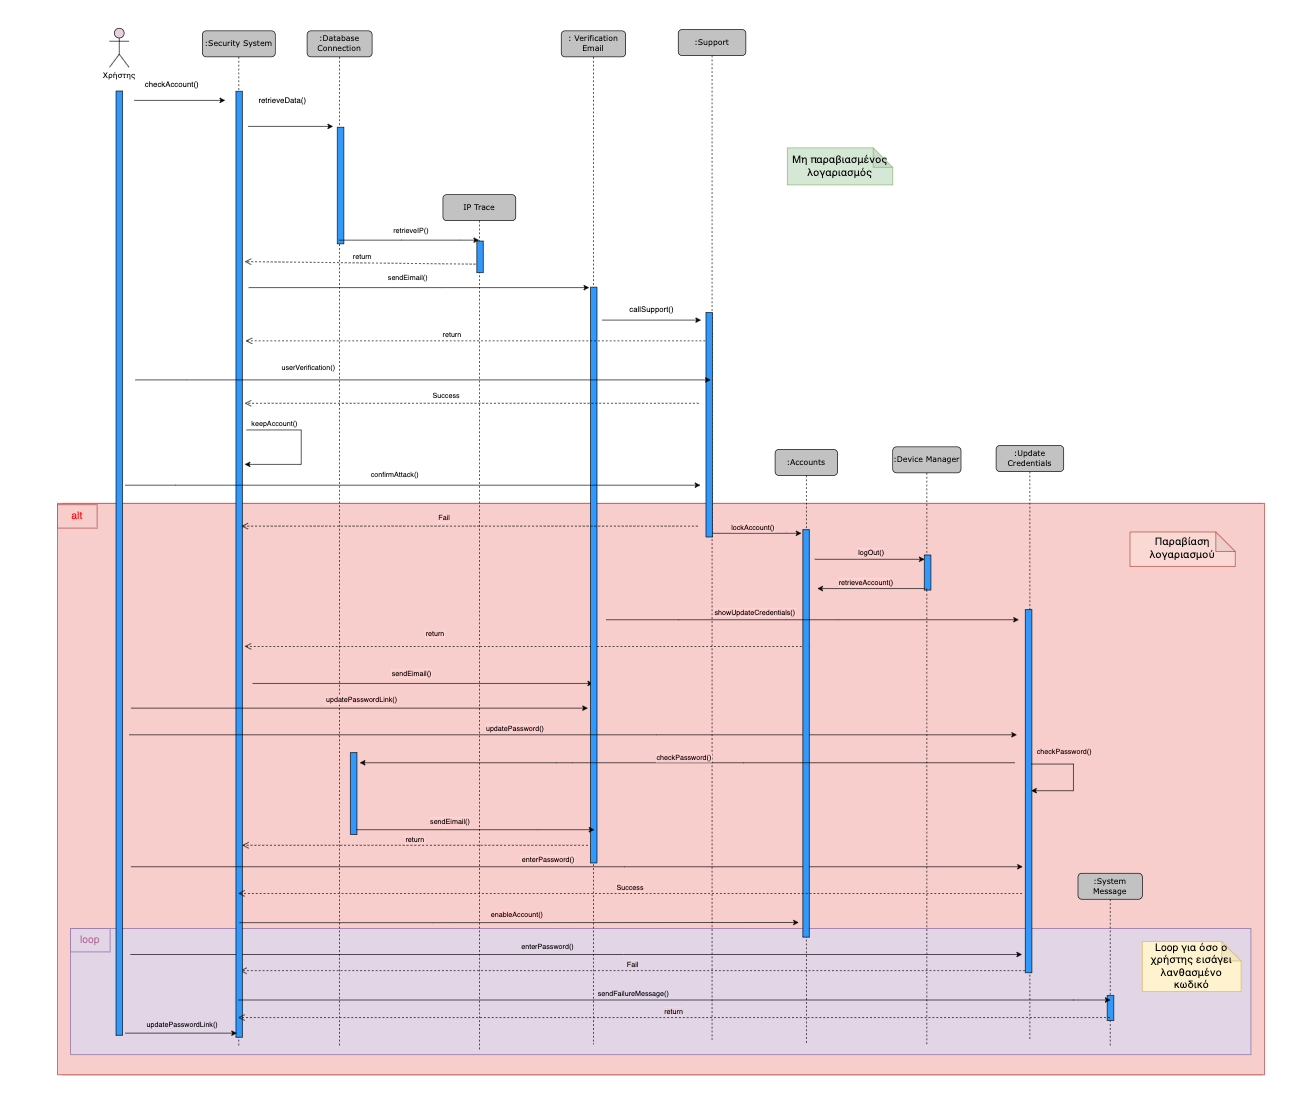 :Security System
:Database
Connection
: Verification
Email
:Support
Χρήστης
checkAccount()
retrieveData()
Μη παραβιασμένος
λογαριασμός
IP Trace
retrieveIP()
return
sendEimail()
callSupport()
return
userVerification()
Success
keepAccount()
:Accounts
:Device Manager
:Update
Credentials
confirmAttack()
alt
Fail
lockAccount()
Παραβίαση
λογαριασμού
logOut()
retrieveAccount()
showUpdateCredentials()
return
sendEimail()
updatePasswordLink()
updatePassword()
checkPassword()
checkPassword()
sendEimail()
return
enterPassword()
:System
Message
Success
enableAccount()
loop
enterPassword()
Loop για όσο ο
χρήστης εισάγει
λανθασμένο
κωδικό
Fail
sendFailureMessage()
return
updatePasswordLink()